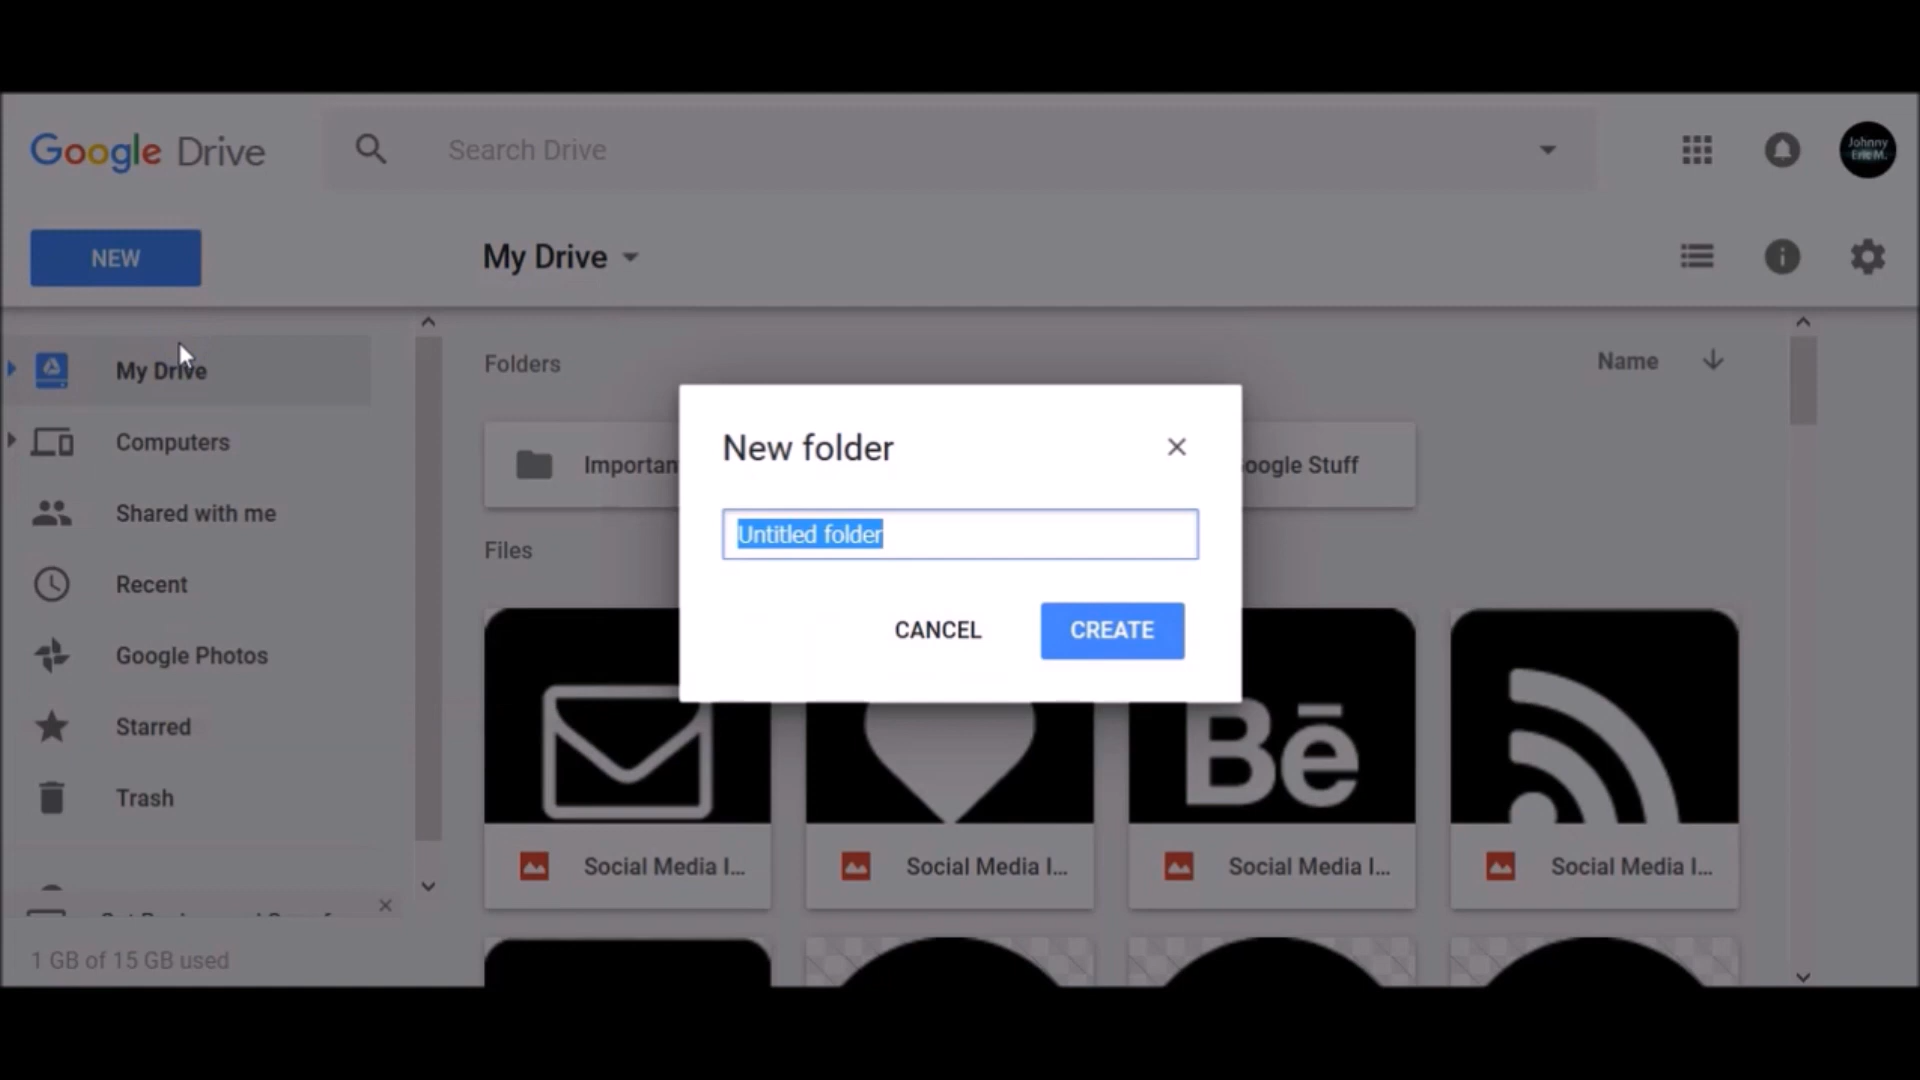 Google Drive
Search Drive
Johnny
Eric M.
NEW
My Drive
My Drive
Computers
Shared with me
Recent
Google Photos
Starred
Trash
1 GB of 15 GB used
Folders
Name
Importan
oogle Stuff
Files
New folder
Untitled folder
CANCEL
CREATE
Bē
Social Media I...
Social Media I...
Social Media I...
Social Media I...